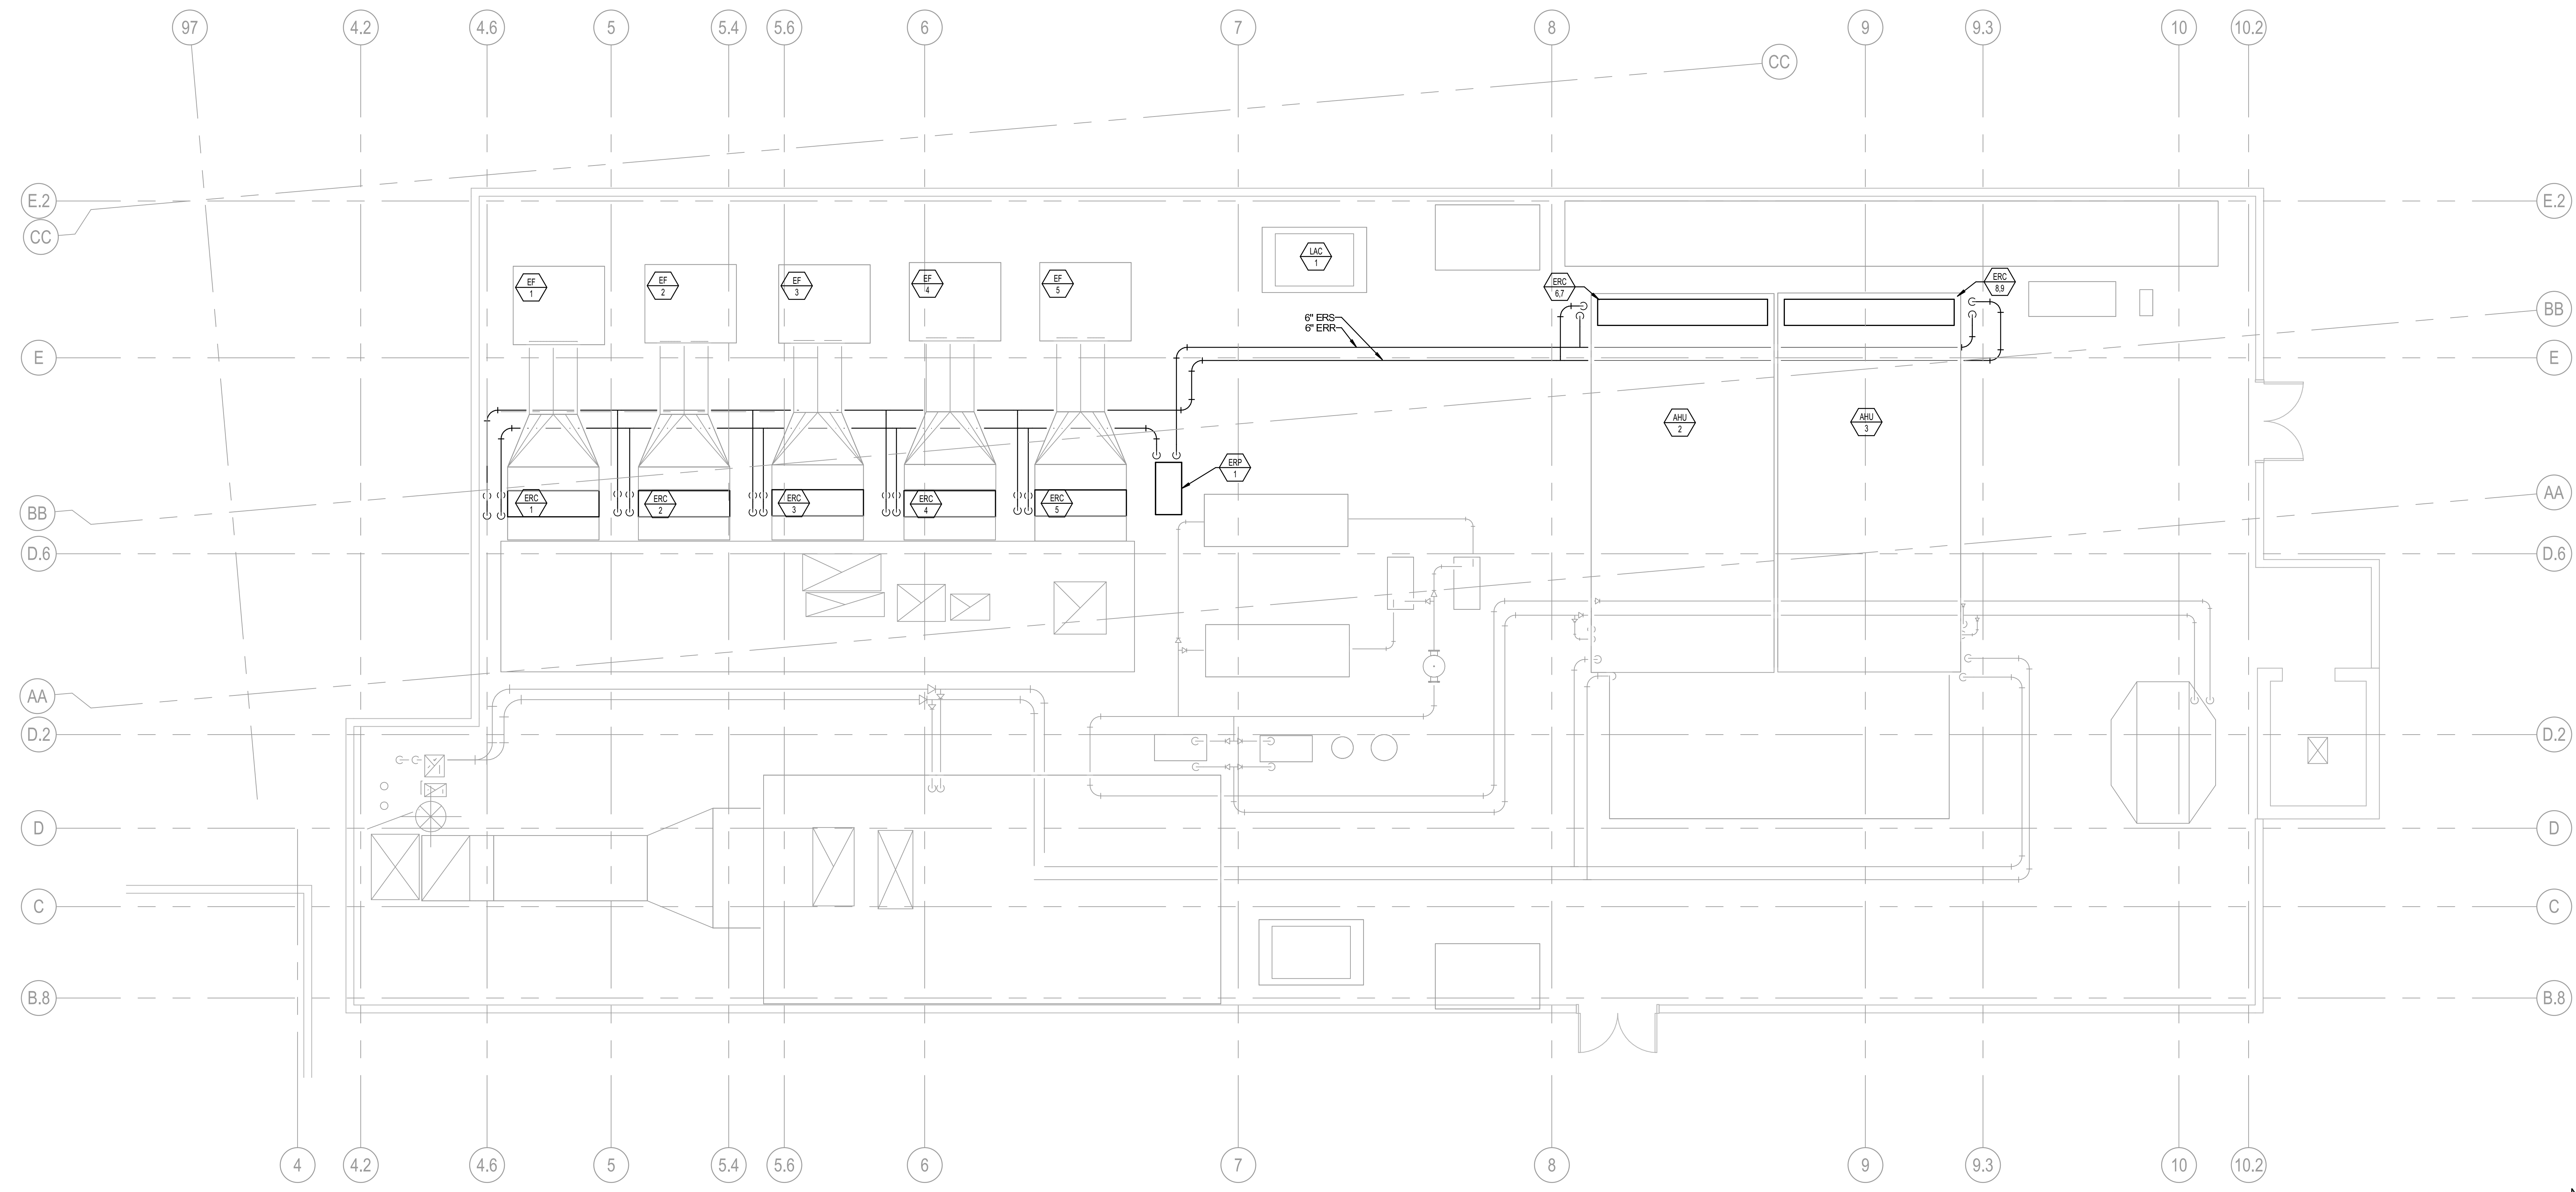 97
4.2
4.6
5
5.4
5.6
6
7
8
9
9.3
10
10.2
CC
E.2
E.2
CC
LAC
1
EF
1
EF
2
EF
3
EF
4
EF
5
ERC
6,7
ERC
8,9
BB
6" ERS
6" ERR
E
E
AHU
2
AHU
3
ERP
1
AA
ERC
1
ERC
2
ERC
3
ERC
4
ERC
5
BB
D.6
D.6
AA
D.2
D.2
D
D
C
C
B.8
B.8
4
4.2
4.6
5
5.4
5.6
6
7
8
9
9.3
10
10.2